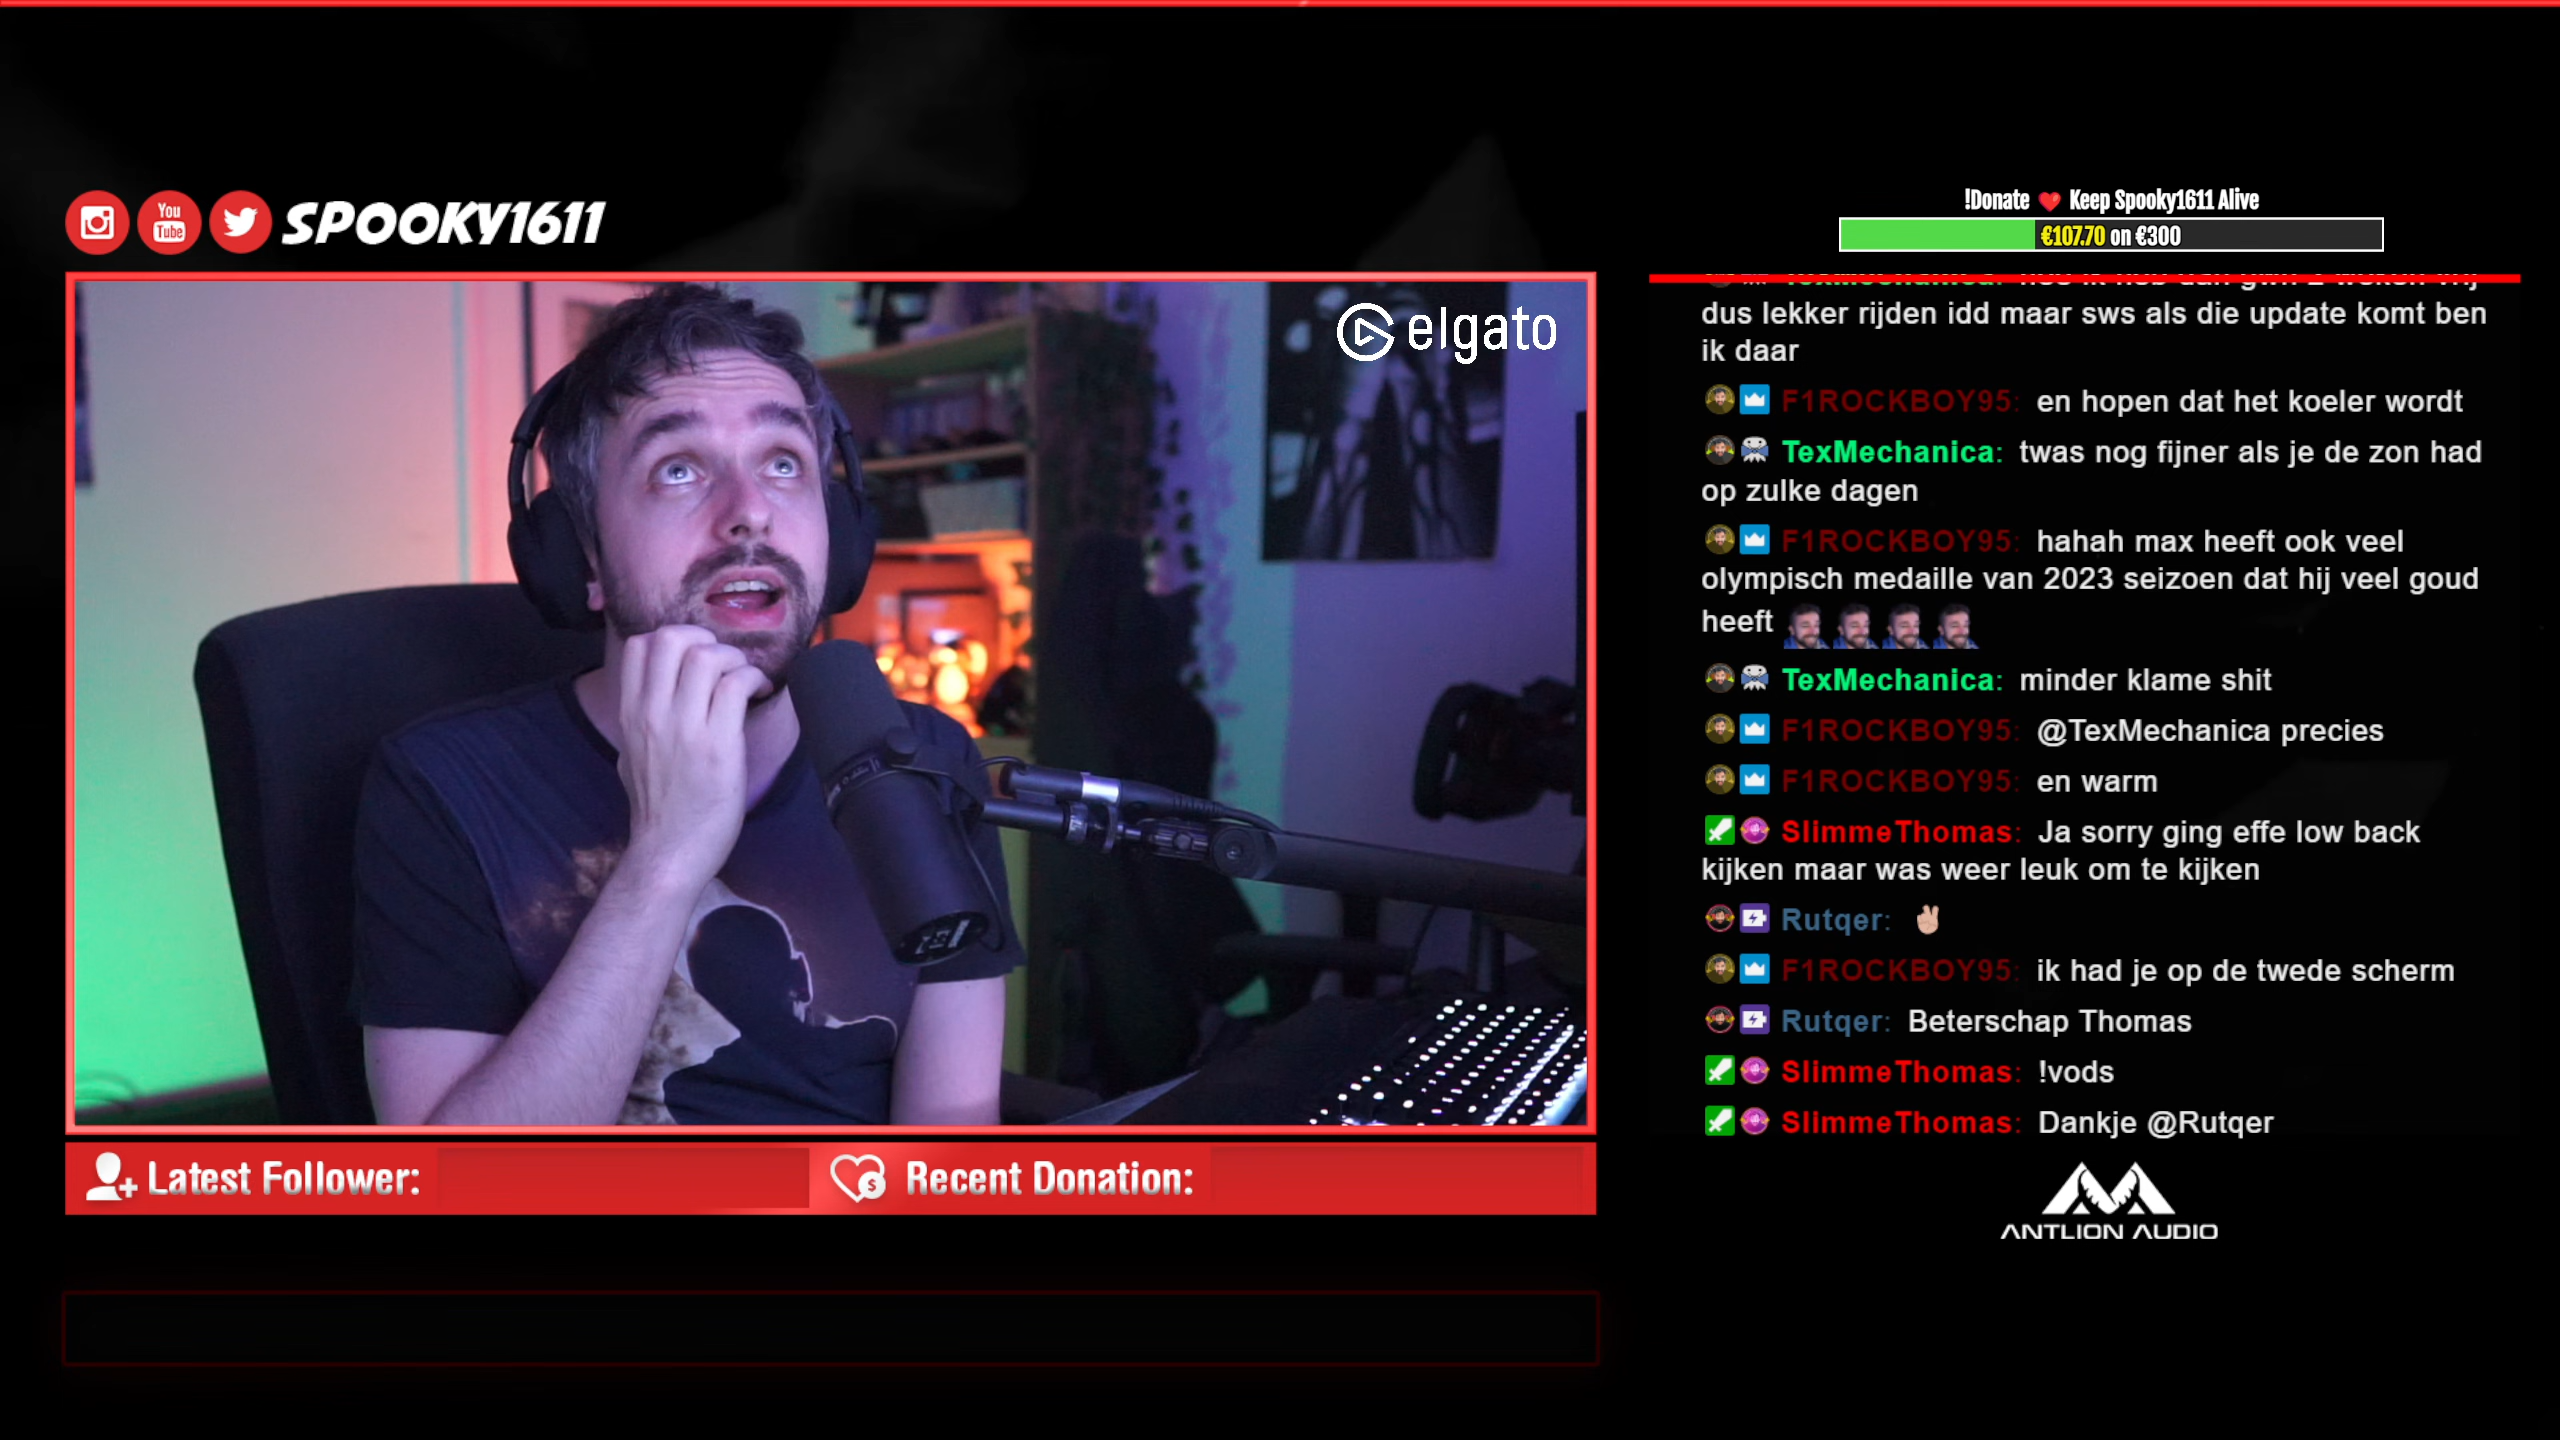 You
Tube
SPOOKY1611
!Donate ❤️ Keep Spooky1611 Alive
€107.70 on €300
elgato
dus lekker rijden idd maar sws als die update komt ben
ik daar
F1ROCKBOY95: en hopen dat het koeler wordt
TexMechanica: twas nog fijner als je de zon had
op zulke dagen
F1ROCKBOY95: hahah max heeft ook veel
olympisch medaille van 2023 seizoen dat hij veel goud
heeft
TexMechanica: minder klame shit
F1ROCKBOY95: @TexMechanica precies
F1ROCKBOY95: en warm
SlimmeThomas: Ja sorry ging effe low back
kijken maar was weer leuk om te kijken
Rutqer: ✌🏼
F1ROCKBOY95: ik had je op de twede scherm
Rutqer: Beterschap Thomas
SlimmeThomas: !vods
SlimmeThomas: Dankje @Rutqer
Latest Follower:
Recent Donation:
ANTLION AUDIO